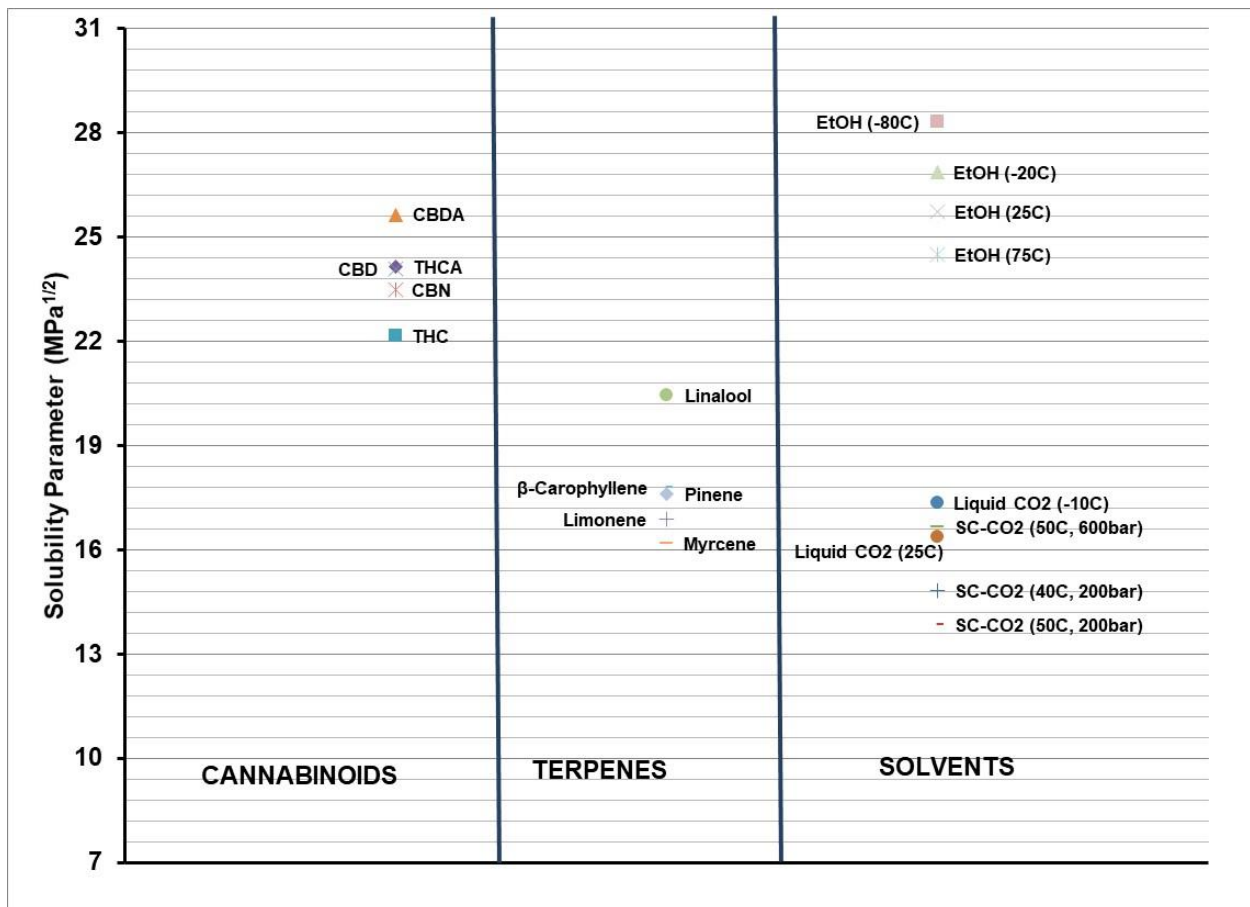 Solubility Parameter (MPa^1/2)
31
28
25
22
19
16
13
10
7
CBDA
CBD
THCA
CBN
THC
CANNABINOIDS
Linalool
β-Carophyllene
Pinene
Limonene
Myrcene
TERPENES
EtOH (-80C)
EtOH (-20C)
EtOH (25C)
EtOH (75C)
Liquid CO2 (-10C)
SC-CO2 (50C, 600bar)
Liquid CO2 (25C)
SC-CO2 (40C, 200bar)
SC-CO2 (50C, 200bar)
SOLVENTS